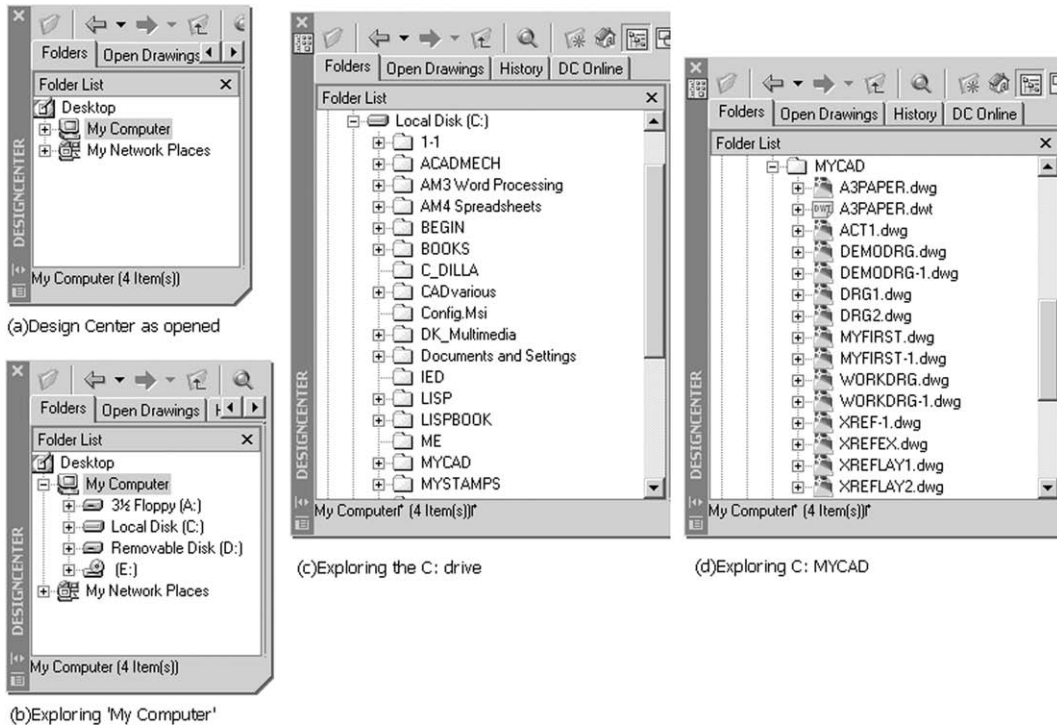 DESIGNCENTER
Folders Open Drawings
Folder List
Desktop
My Computer
My Network Places
My Computer (4 Item(s))
(a)Design Center as opened
DESIGNCENTER
Folders Open Drawings
Folder List
Desktop
My Computer
3½ Floppy (A:)
Local Disk (C:)
Removable Disk (D:)
(E:)
My Network Places
My Computer (4 Item(s))
(b)Exploring 'My Computer'
DESIGNCENTER
Folders Open Drawings History DC Online
Folder List
Local Disk (C:)
1-1
ACADMECH
AM3 Word Processing
AM4 Spreadsheets
BEGIN
BOOKS
C_DILLA
CADvarious
Config.Msi
DK_Multimedia
Documents and Settings
IED
LISP
LISPBOOK
ME
MYCAD
MYSTAMPS
My Computer (4 Item(s))
(c)Exploring the C: drive
DESIGNCENTER
Folders Open Drawings History DC Online
Folder List
MYCAD
A3PAPER.dwg
DWT A3PAPER.dwt
ACT1.dwg
DEMODRG.dwg
DEMODRG-1.dwg
DRG1.dwg
DRG2.dwg
MYFIRST.dwg
MYFIRST-1.dwg
WORKDRG.dwg
WORKDRG-1.dwg
XREF-1.dwg
XREFEX.dwg
XREFLAY1.dwg
XREFLAY2.dwg
My Computer (4 Item(s))
(d)Exploring C: MYCAD